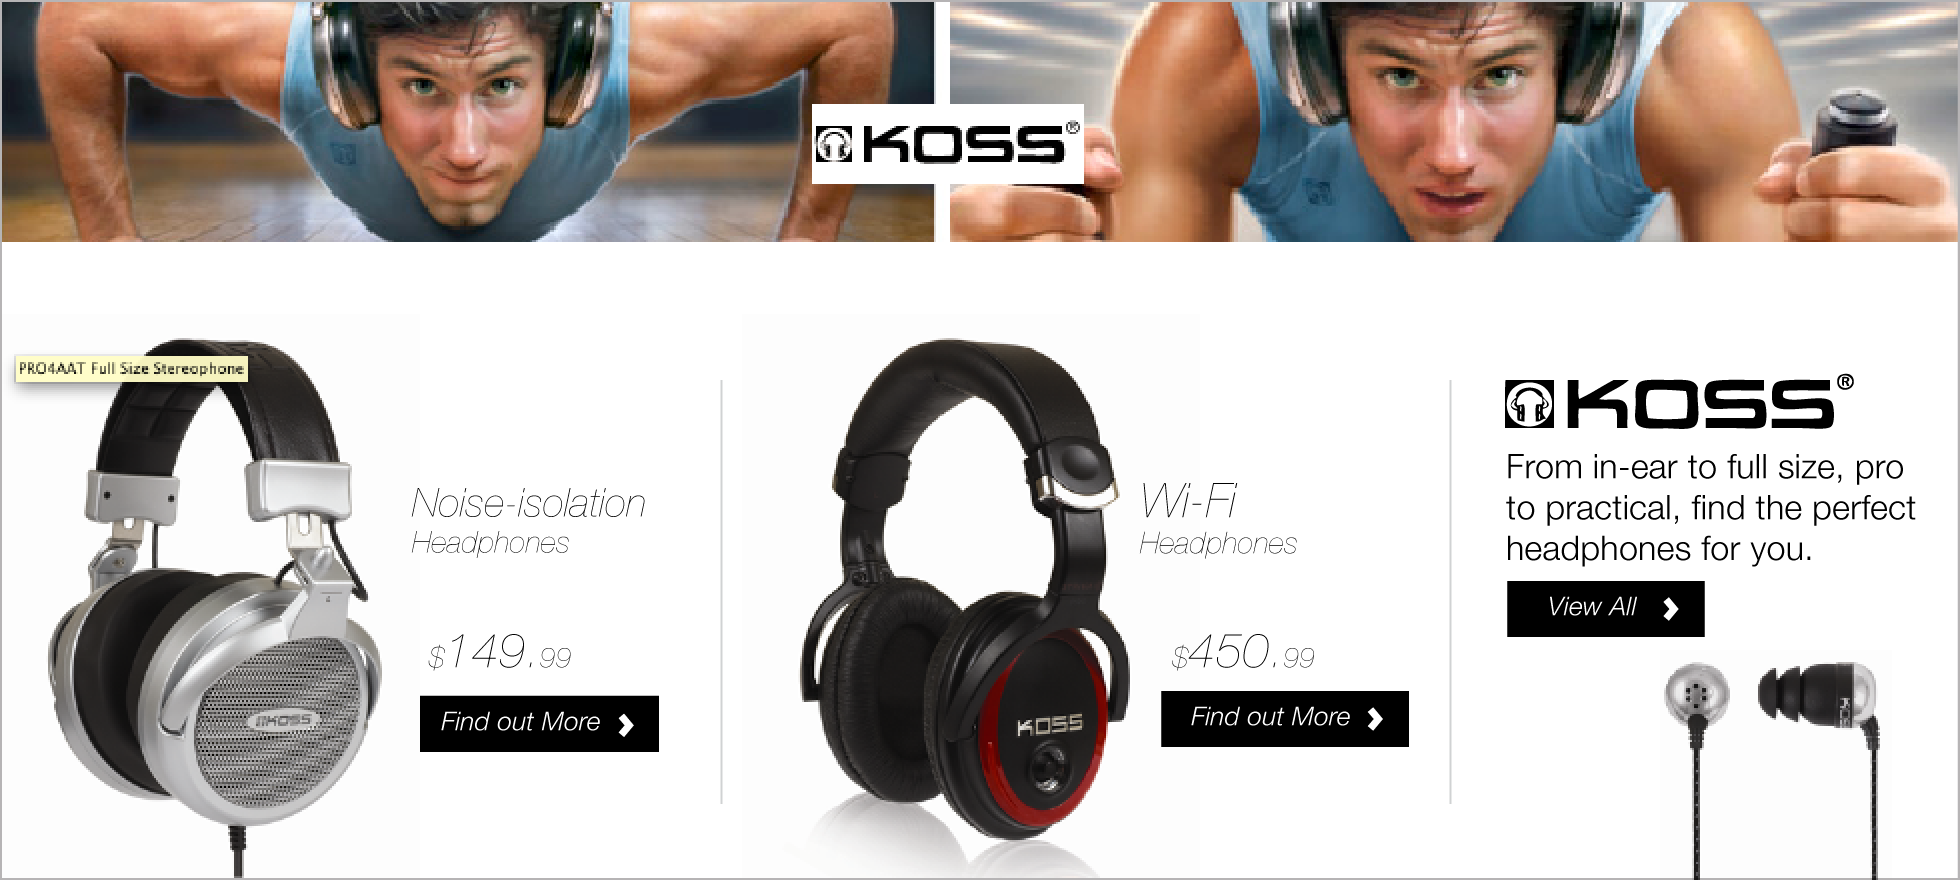 KOSS®
PRO4AAT Full Size Stereophone
Noise-isolation
Headphones
$149.99
Find out More
KOSS
Wi-Fi
Headphones
$450.99
Find out More
KOSS
KOSS®
From in-ear to full size, pro
to practical, find the perfect
headphones for you.
View All
KOSS